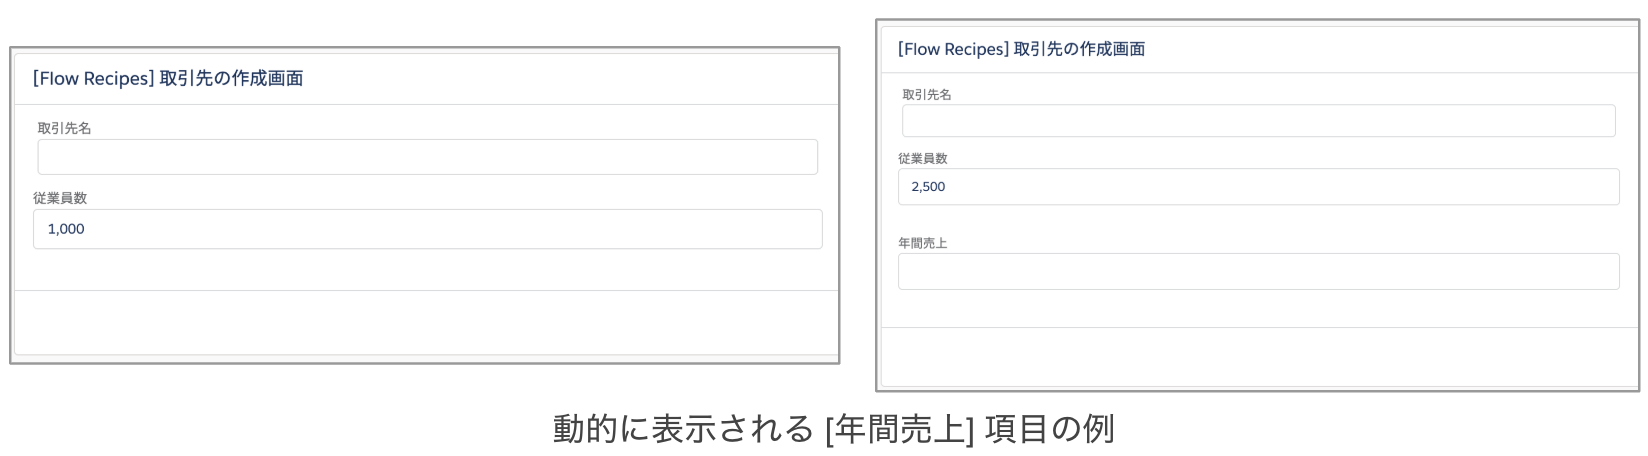 [Flow Recipes] 取引先の作成画面
取引先名
従業員数
1,000
[Flow Recipes] 取引先の作成画面
取引先名
従業員数
2,500
年間売上
動的に表示される [年間売上] 項目の例